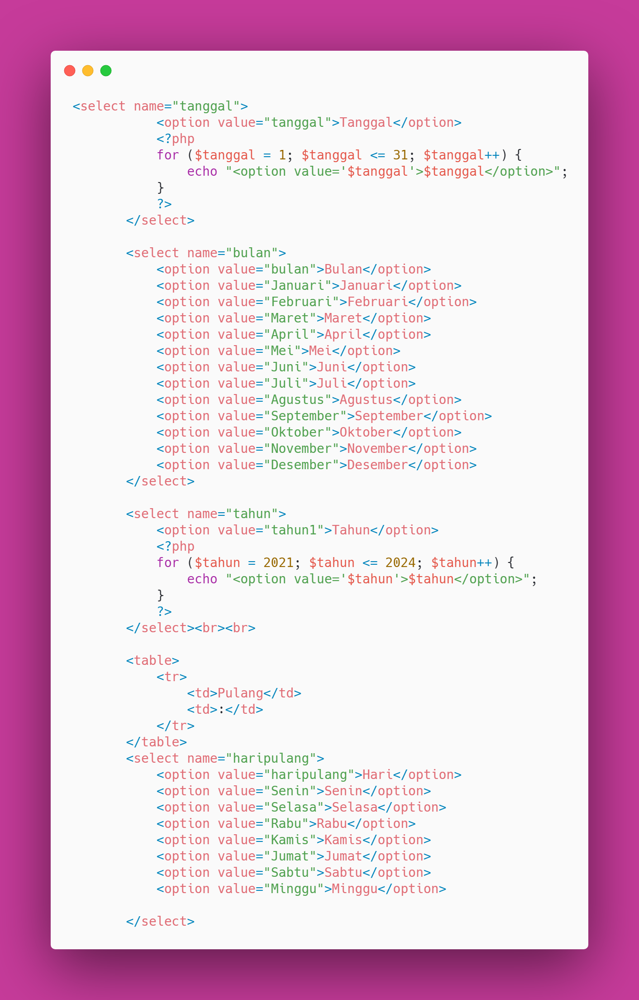 <select name="tanggal">
            <option value="tanggal">Tanggal</option>
            <?php
            for ($tanggal = 1; $tanggal <= 31; $tanggal++) {
                echo "<option value='$tanggal'>$tanggal</option>";
            }
            ?>
        </select>

        <select name="bulan">
            <option value="bulan">Bulan</option>
            <option value="Januari">Januari</option>
            <option value="Februari">Februari</option>
            <option value="Maret">Maret</option>
            <option value="April">April</option>
            <option value="Mei">Mei</option>
            <option value="Juni">Juni</option>
            <option value="Juli">Juli</option>
            <option value="Agustus">Agustus</option>
            <option value="September">September</option>
            <option value="Oktober">Oktober</option>
            <option value="November">November</option>
            <option value="Desember">Desember</option>
        </select>

        <select name="tahun">
            <option value="tahun1">Tahun</option>
            <?php
            for ($tahun = 2021; $tahun <= 2024; $tahun++) {
                echo "<option value='$tahun'>$tahun</option>";
            }
            ?>
        </select><br><br>

        <table>
            <tr>
                <td>Pulang</td>
                <td>:</td>
            </tr>
        </table>
        <select name="haripulang">
            <option value="haripulang">Hari</option>
            <option value="Senin">Senin</option>
            <option value="Selasa">Selasa</option>
            <option value="Rabu">Rabu</option>
            <option value="Kamis">Kamis</option>
            <option value="Jumat">Jumat</option>
            <option value="Sabtu">Sabtu</option>
            <option value="Minggu">Minggu</option>

        </select>